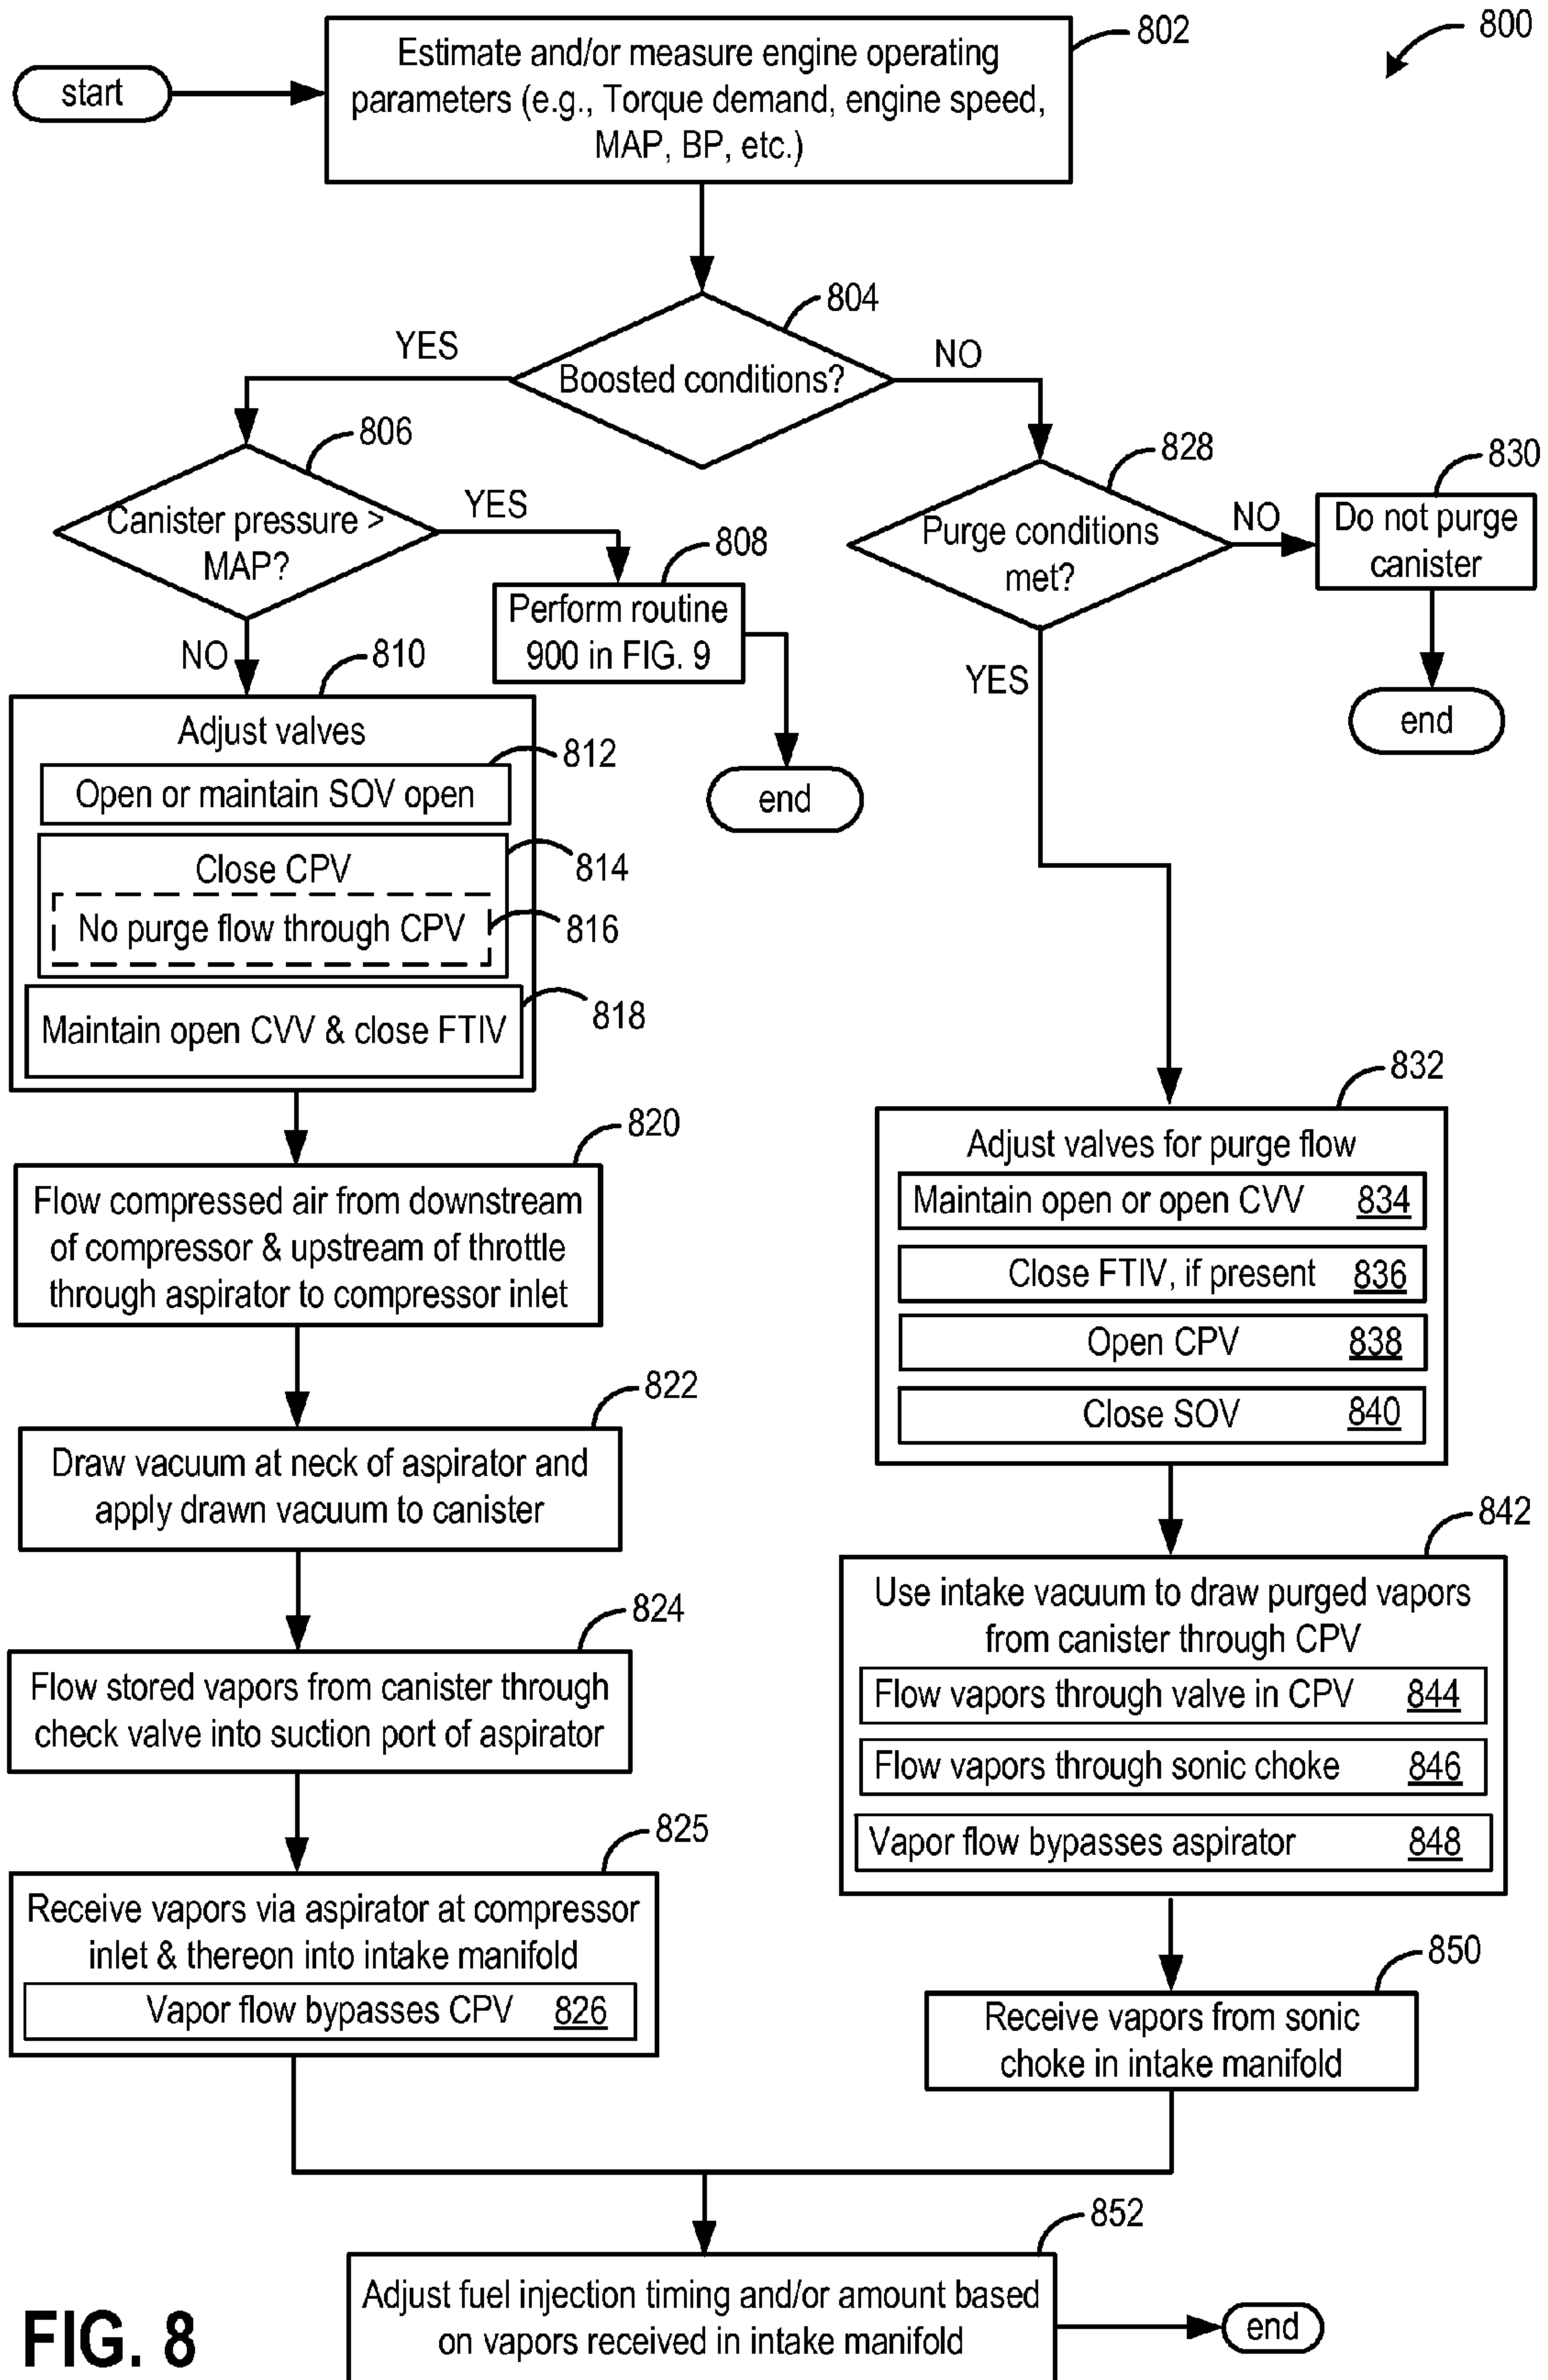 800
802
Estimate and/or measure engine operating
parameters (e.g., Torque demand, engine speed,
MAP, BP, etc.)
start
804
Boosted conditions?
YES
NO
806
Canister pressure >
MAP?
YES
NO
808
Perform routine
900 in FIG. 9
end
828
Purge conditions
met?
NO
YES
830
Do not purge
canister
end
810
Adjust valves
812
Open or maintain SOV open
814
Close CPV
816
No purge flow through CPV
818
Maintain open CVV & close FTIV
820
Flow compressed air from downstream
of compressor & upstream of throttle
through aspirator to compressor inlet
822
Draw vacuum at neck of aspirator and
apply drawn vacuum to canister
824
Flow stored vapors from canister through
check valve into suction port of aspirator
825
Receive vapors via aspirator at compressor
inlet & thereon into intake manifold
Vapor flow bypasses CPV 826
832
Adjust valves for purge flow
Maintain open or open CVV 834
Close FTIV, if present 836
Open CPV 838
Close SOV 840
842
Use intake vacuum to draw purged vapors
from canister through CPV
Flow vapors through valve in CPV 844
Flow vapors through sonic choke 846
Vapor flow bypasses aspirator 848
850
Receive vapors from sonic
choke in intake manifold
852
Adjust fuel injection timing and/or amount based
on vapors received in intake manifold
end
FIG. 8